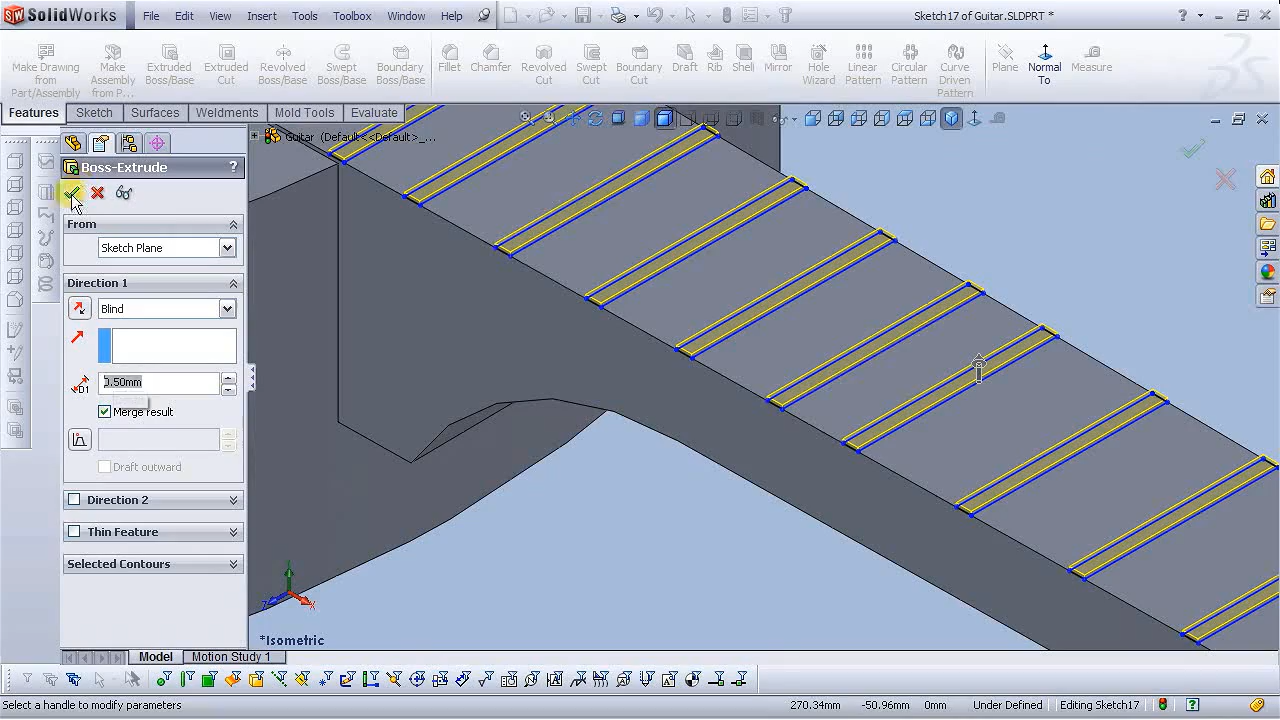 SolidWorks File Edit View Insert Tools Toolbox Window Help Sketch17 of Guitar.SLDPRT *
Make Drawing from Part/Assembly
Make Assembly from P...
Extruded Boss/Base
Extruded Cut
Revolved Boss/Base
Swept Boss/Base
Boundary Boss/Base
Fillet
Chamfer
Revolved Cut
Swept Cut
Boundary Cut
Draft
Rib
Shell
Mirror
Hole Wizard
Linear Pattern
Circular Pattern
Curve Driven Pattern
Plane
Normal To
Measure
Features Sketch Surfaces Weldments Mold Tools Evaluate
Guitar (Default<<Default>_...
Boss-Extrude ?
From
Sketch Plane
Direction 1
Blind
D1
.50mm
Merge result
Draft outward
Direction 2
Thin Feature
Selected Contours
*Isometric
Model Motion Study 1
Select a handle to modify parameters 270.34mm -50.96mm 0mm Under Defined Editing Sketch17